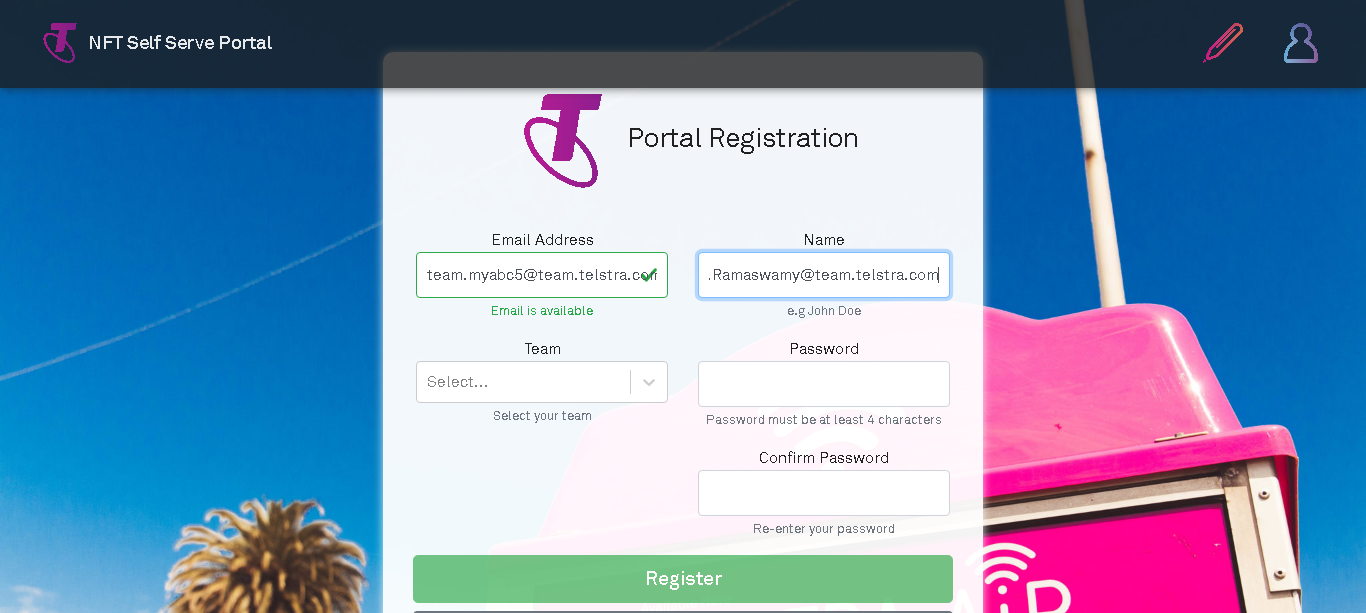 NFT Self Serve Portal
Portal Registration
Email Address
Name
team.myabc5@team.telstra.com
.Ramaswamy@team.telstra.com
Email is available
e.g John Doe
Team
Password
Select...
Select your team
Password must be at least 4 characters
Confirm Password
Re-enter your password
Register